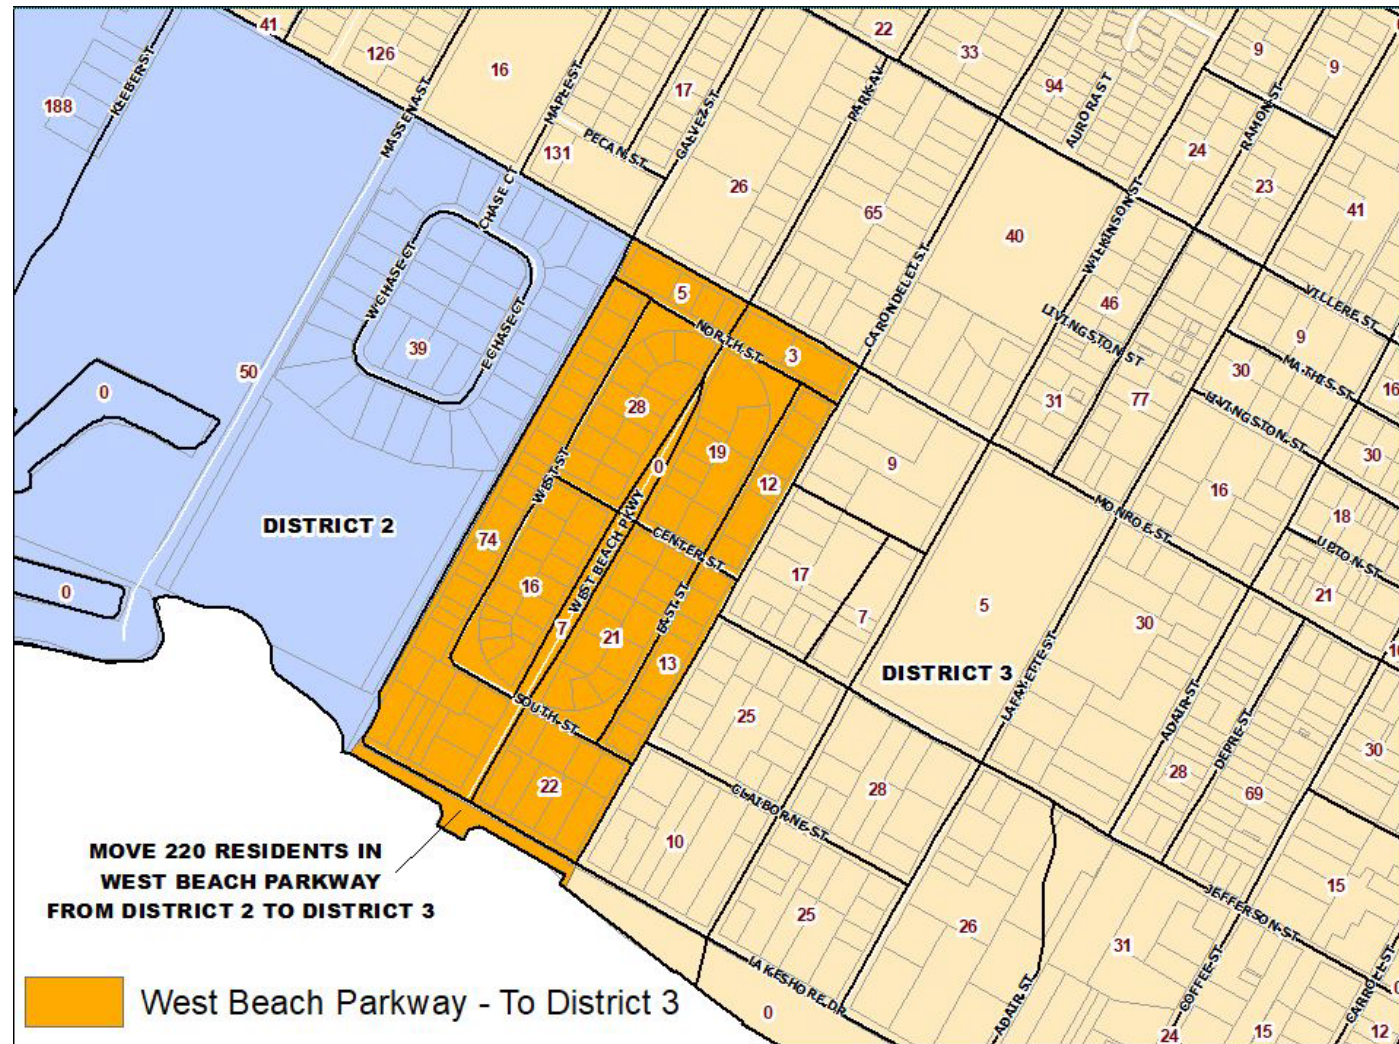 41
126
16
22
33
9
9
188
KLEBER ST
MASSENA ST
MAPLE ST
17
GALVEZ ST
PARK AV
94
AURORA ST
RAMON ST
131
PECAN ST
24
26
23
CHASE CT
65
41
40
WILKINSON ST
W CHASE CT
5
46
VILLERE ST
LIVINGSTON ST
E CHASE CT
NORTH ST
CARONDELET ST
3
9
39
50
30
MATHIS ST
16
0
28
31
77
LIVINGSTON ST
19
0
9
30
WEST ST
12
16
MONROE ST
18
DISTRICT 2
74
CENTER ST
UPTON ST
WEST BEACH PKWY
17
0
16
21
EAST ST
5
7
7
21
30
13
DISTRICT 3
LAFAYETTE ST
SOUTH ST
25
ADAIR ST
DEPRE ST
30
22
28
28
69
CLAIBORNE ST
10
MOVE 220 RESIDENTS IN
WEST BEACH PARKWAY
FROM DISTRICT 2 TO DISTRICT 3
15
JEFFERSON ST
25
26
31
LAKESHORE DR
COFFEE ST
CARROLL ST
ADAIR ST
West Beach Parkway - To District 3
0
24
15
12